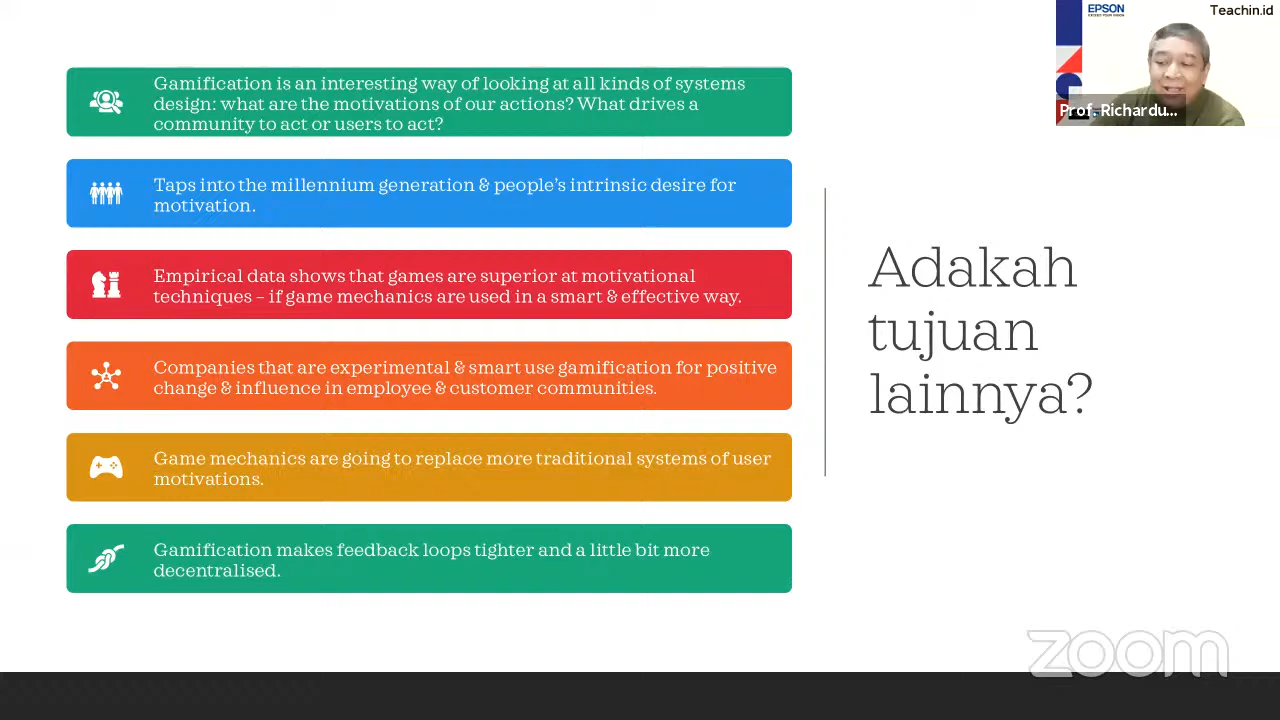 EPSON
EXCEED YOUR VISION
Teachin.id
Prof. Richardu...
Gamification is an interesting way of looking at all kinds of systems
design: what are the motivations of our actions? What drives a
community to act or users to act?
Taps into the millennium generation & people's intrinsic desire for
motivation.
Empirical data shows that games are superior at motivational
techniques – if game mechanics are used in a smart & effective way.
Companies that are experimental & smart use gamification for positive
change & influence in employee & customer communities.
Game mechanics are going to replace more traditional systems of user
motivations.
Gamification makes feedback loops tighter and a little bit more
decentralised.
Adakah
tujuan
lainnya?
zoom